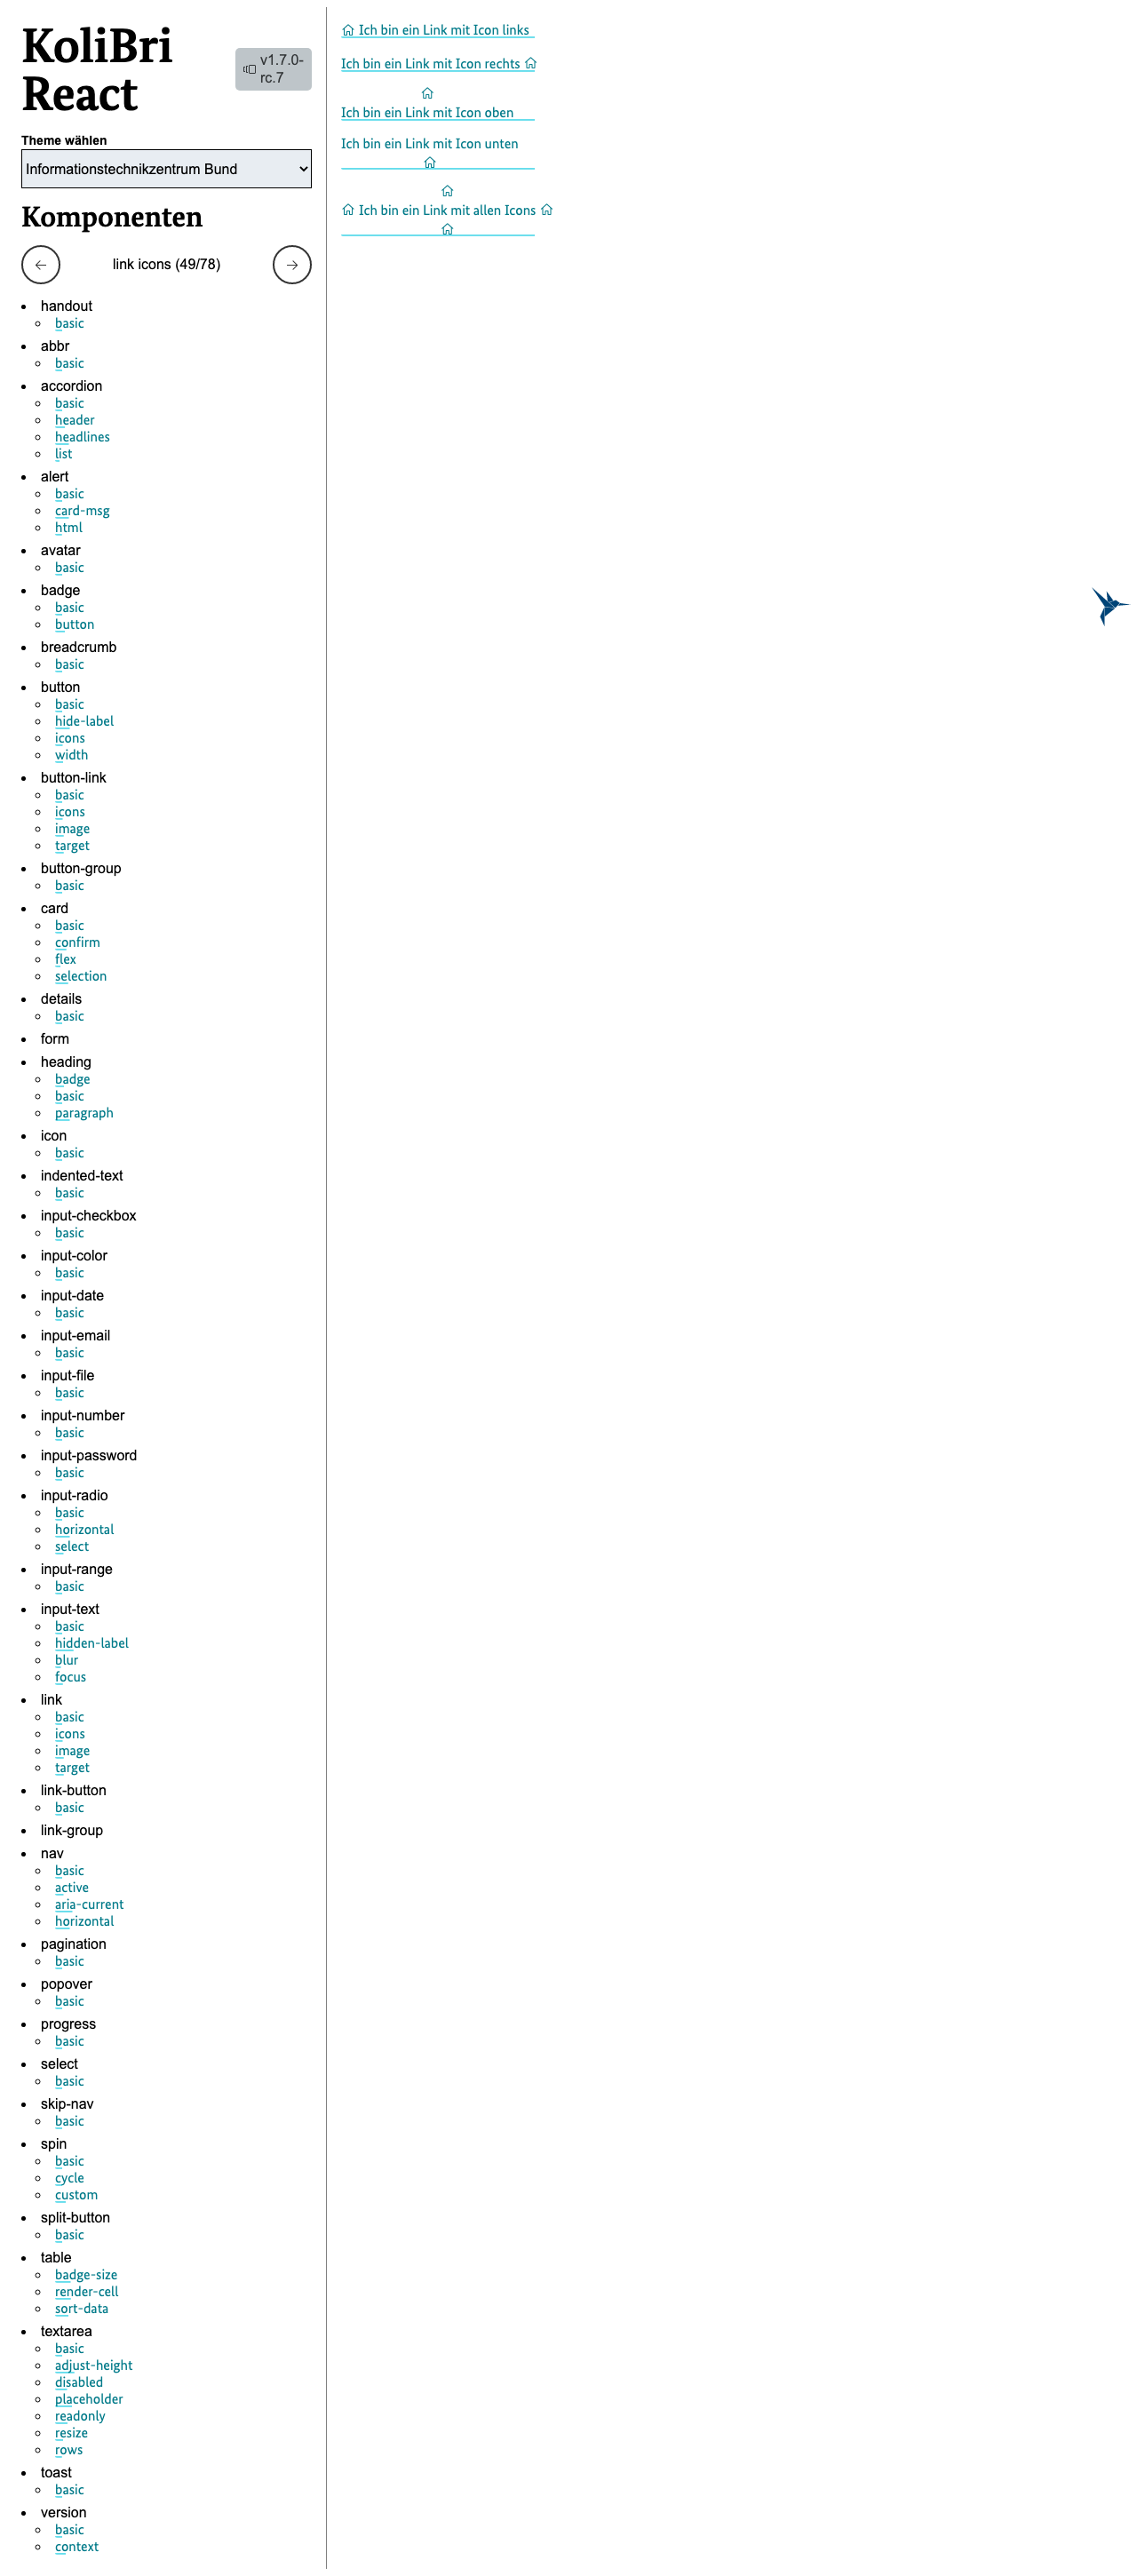 KoliBri
React
v1.7.0-
rc.7
Theme wählen
Informationstechnikzentrum Bund
Komponenten
link icons (49/78)
handout
basic
abbr
basic
accordion
basic
header
headlines
list
alert
basic
card-msg
html
avatar
basic
badge
basic
button
breadcrumb
basic
button
basic
hide-label
icons
width
button-link
basic
icons
image
target
button-group
basic
card
basic
confirm
flex
selection
details
basic
form
heading
badge
basic
paragraph
icon
basic
indented-text
basic
input-checkbox
basic
input-color
basic
input-date
basic
input-email
basic
input-file
basic
input-number
basic
input-password
basic
input-radio
basic
horizontal
select
input-range
basic
input-text
basic
hidden-label
blur
focus
link
basic
icons
image
target
link-button
basic
link-group
nav
basic
active
aria-current
horizontal
pagination
basic
popover
basic
progress
basic
select
basic
skip-nav
basic
spin
basic
cycle
custom
split-button
basic
table
badge-size
render-cell
sort-data
textarea
basic
adjust-height
disabled
placeholder
readonly
resize
rows
toast
basic
version
basic
context
Ich bin ein Link mit Icon links
Ich bin ein Link mit Icon rechts
Ich bin ein Link mit Icon oben
Ich bin ein Link mit Icon unten
Ich bin ein Link mit allen Icons